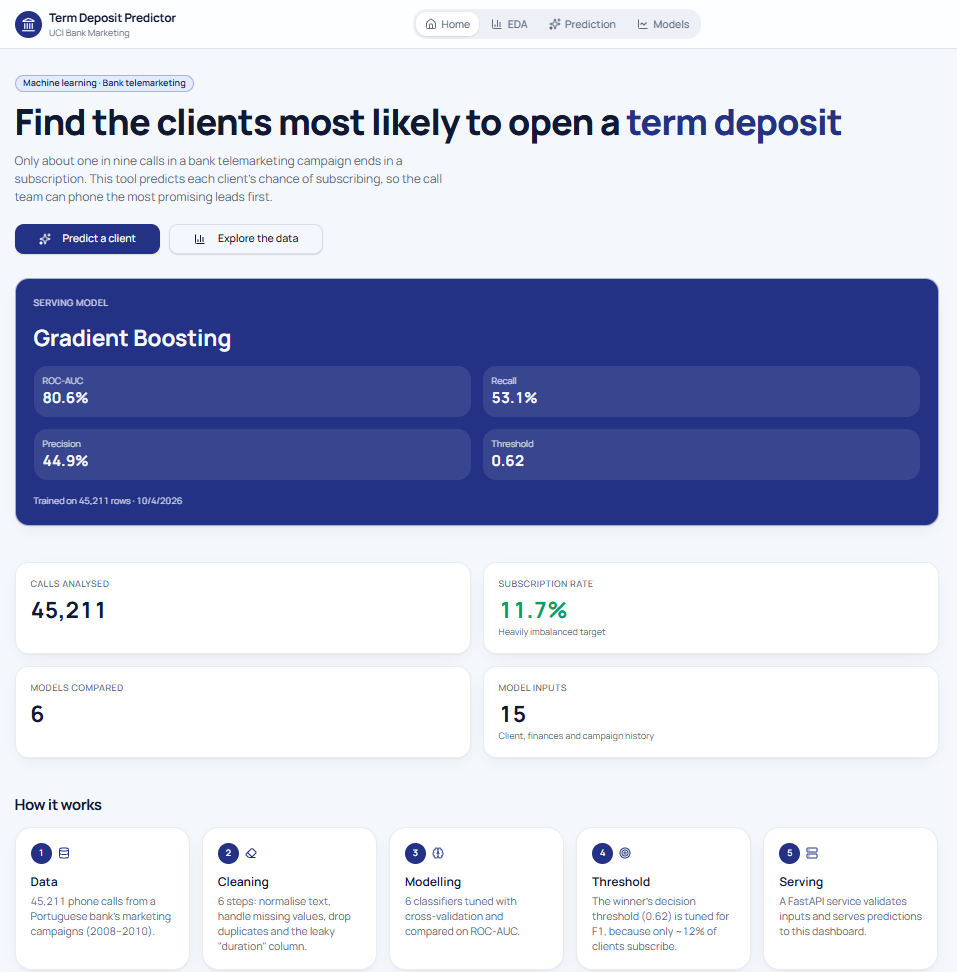 Term Deposit Predictor
UCI Bank Marketing
Home
EDA
Prediction
Models
Machine learning · Bank telemarketing
Find the clients most likely to open a term deposit
Only about one in nine calls in a bank telemarketing campaign ends in a
subscription. This tool predicts each client's chance of subscribing, so the call
team can phone the most promising leads first.
Predict a client
Explore the data
SERVING MODEL
Gradient Boosting
ROC-AUC
80.6%
Recall
53.1%
Precision
44.9%
Threshold
0.62
Trained on 45,211 rows · 10/4/2026
CALLS ANALYSED
45,211
SUBSCRIPTION RATE
11.7%
Heavily imbalanced target
MODELS COMPARED
6
MODEL INPUTS
15
Client, finances and campaign history
How it works
1
Data
45,211 phone calls from a
Portuguese bank's marketing
campaigns (2008–2010).
2
Cleaning
6 steps: normalise text,
handle missing values, drop
duplicates and the leaky
"duration" column.
3
Modelling
6 classifiers tuned with
cross-validation and
compared on ROC-AUC.
4
Threshold
The winner's decision
threshold (0.62) is tuned for
F1, because only ~12% of
clients subscribe.
5
Serving
A FastAPI service validates
inputs and serves predictions
to this dashboard.